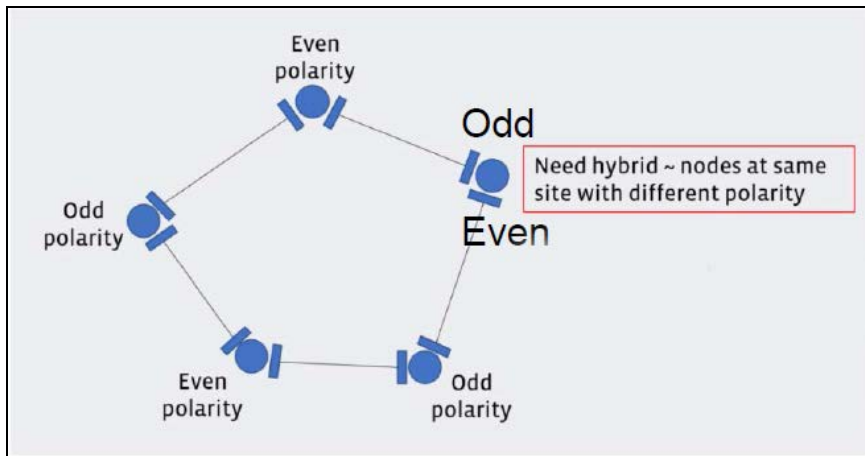 Even
polarity
Odd
Need hybrid ~ nodes at same
site with different polarity
Odd
polarity
Even
Even
polarity
Odd
polarity